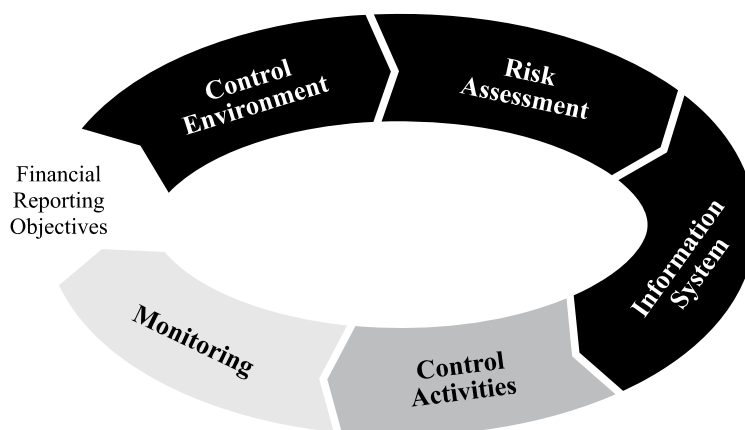 Control
Environment
Risk
Assessment
Financial
Reporting
Objectives
Information
System
Monitoring
Control
Activities